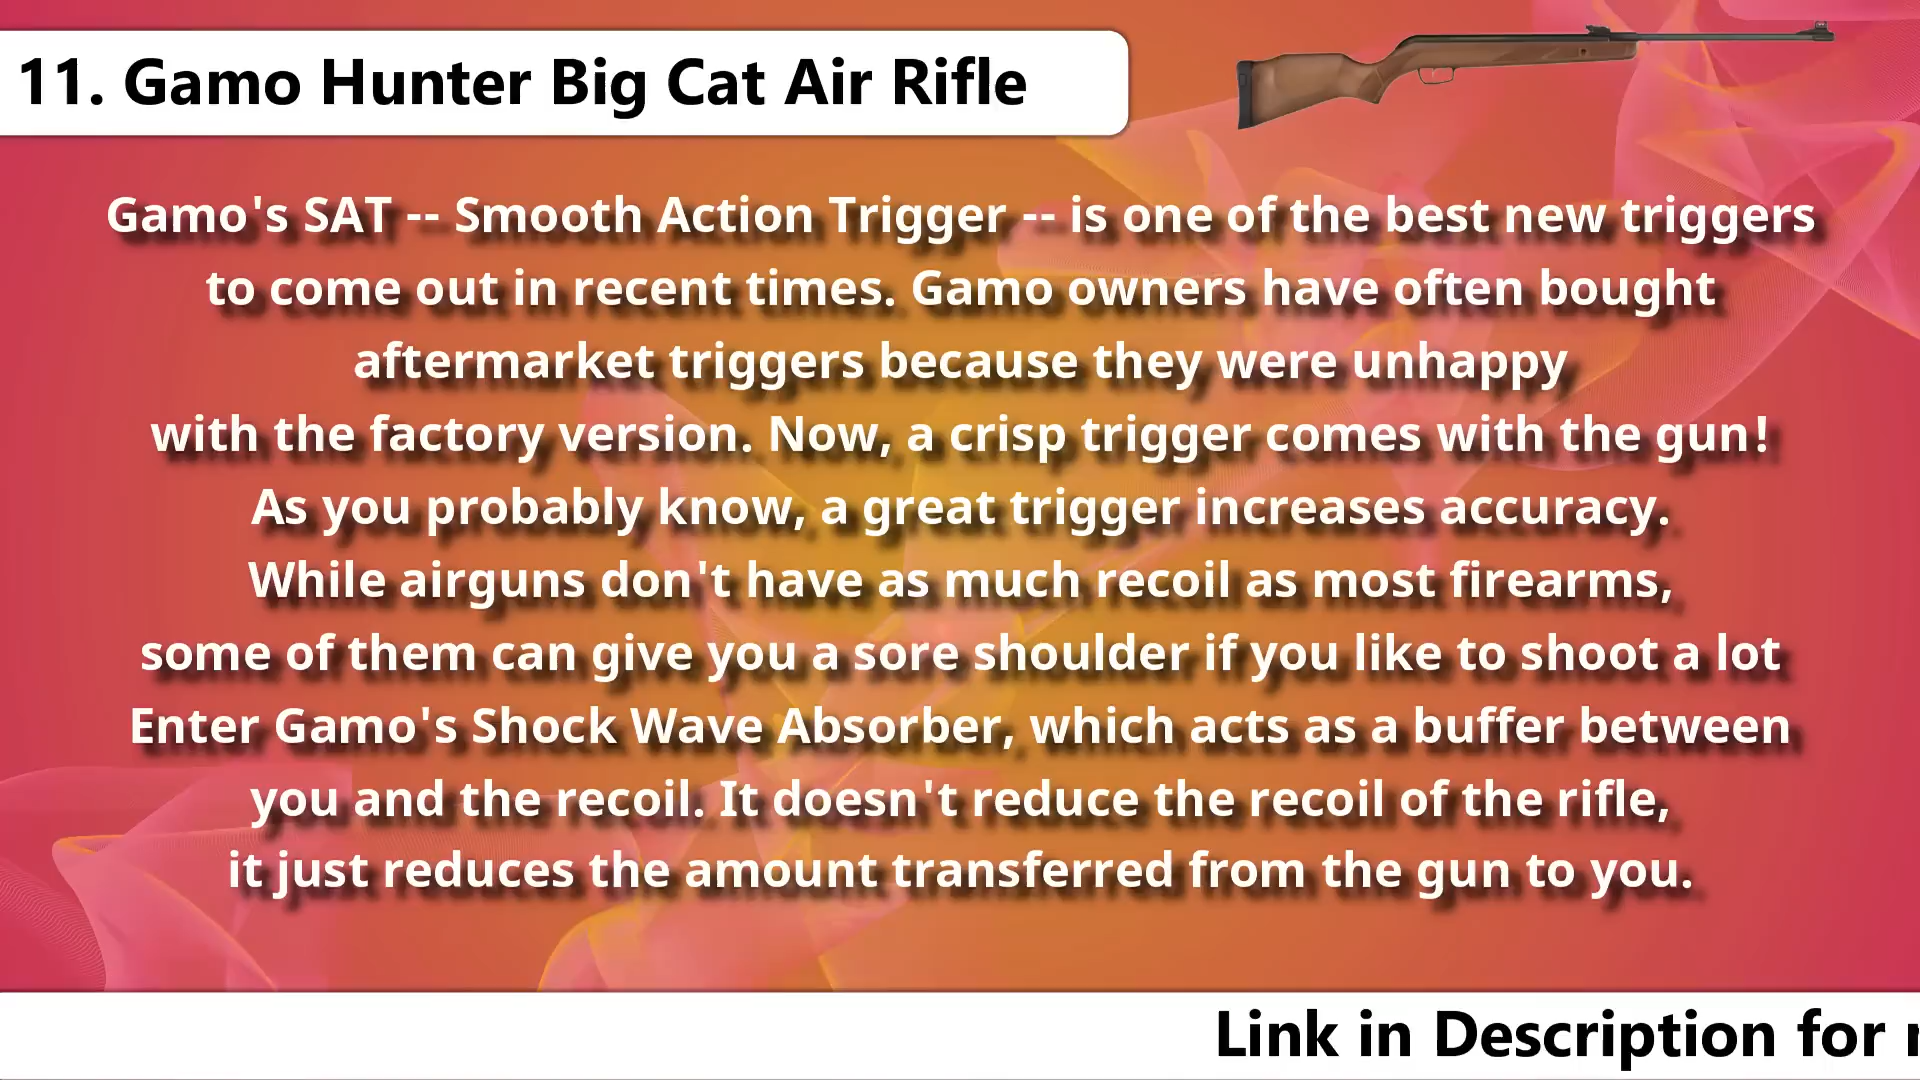 11. Gamo Hunter Big Cat Air Rifle
Gamo's SAT -- Smooth Action Trigger -- is one of the best new triggers
to come out in recent times. Gamo owners have often bought
aftermarket triggers because they were unhappy
with the factory version. Now, a crisp trigger comes with the gun!
As you probably know, a great trigger increases accuracy.
While airguns don't have as much recoil as most firearms,
some of them can give you a sore shoulder if you like to shoot a lot
Enter Gamo's Shock Wave Absorber, which acts as a buffer between
you and the recoil. It doesn't reduce the recoil of the rifle,
it just reduces the amount transferred from the gun to you.
Link in Description for